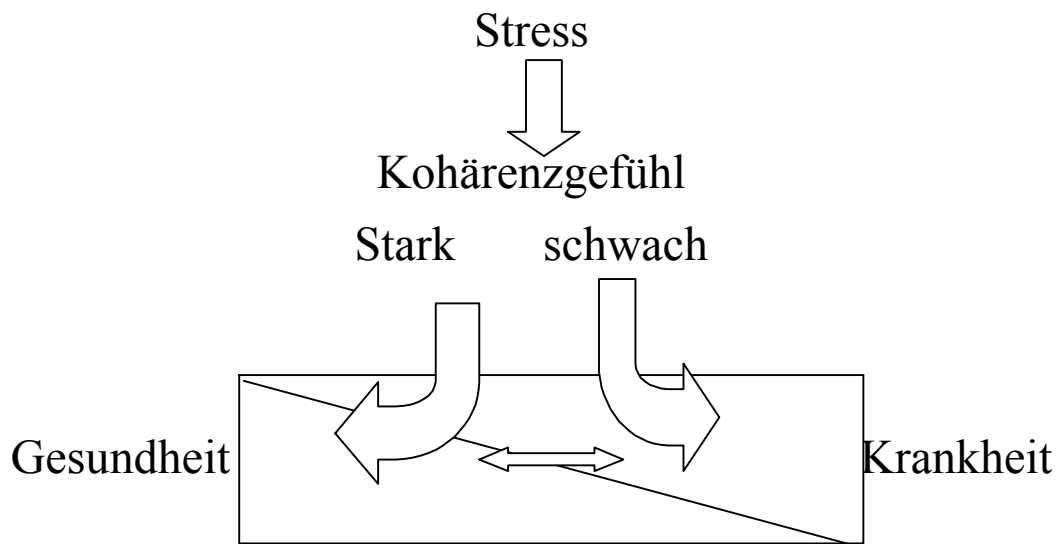 Stress
Kohärenzgefühl
Stark schwach
Gesundheit Krankheit